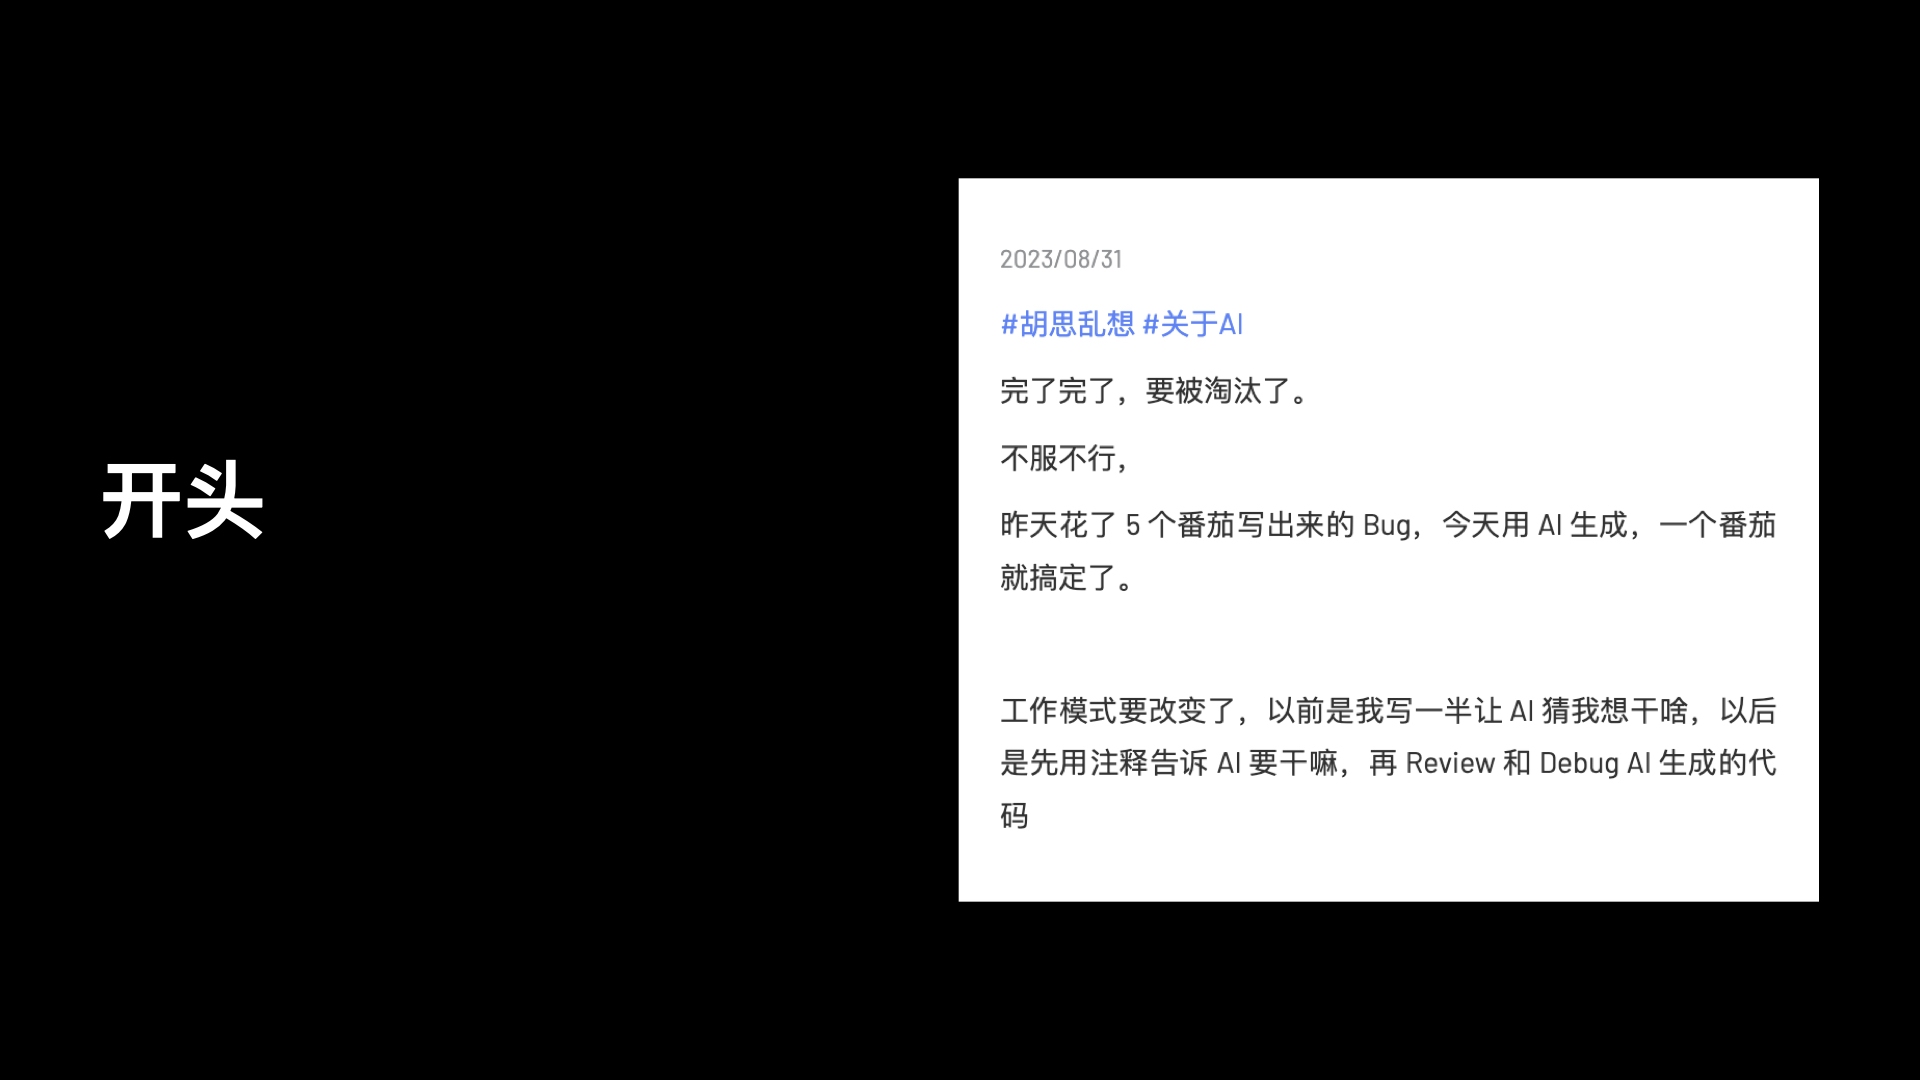 开头
2023/08/31
#胡思乱想 #关于AI
完了完了，要被淘汰了。
不服不行，
昨天花了 5 个番茄写出来的 Bug，今天用 AI 生成，一个番茄
就搞定了。
工作模式要改变了，以前是我写一半让 AI 猜我想干啥，以后
是先用注释告诉 AI 要干嘛，再 Review 和 Debug AI 生成的代
码